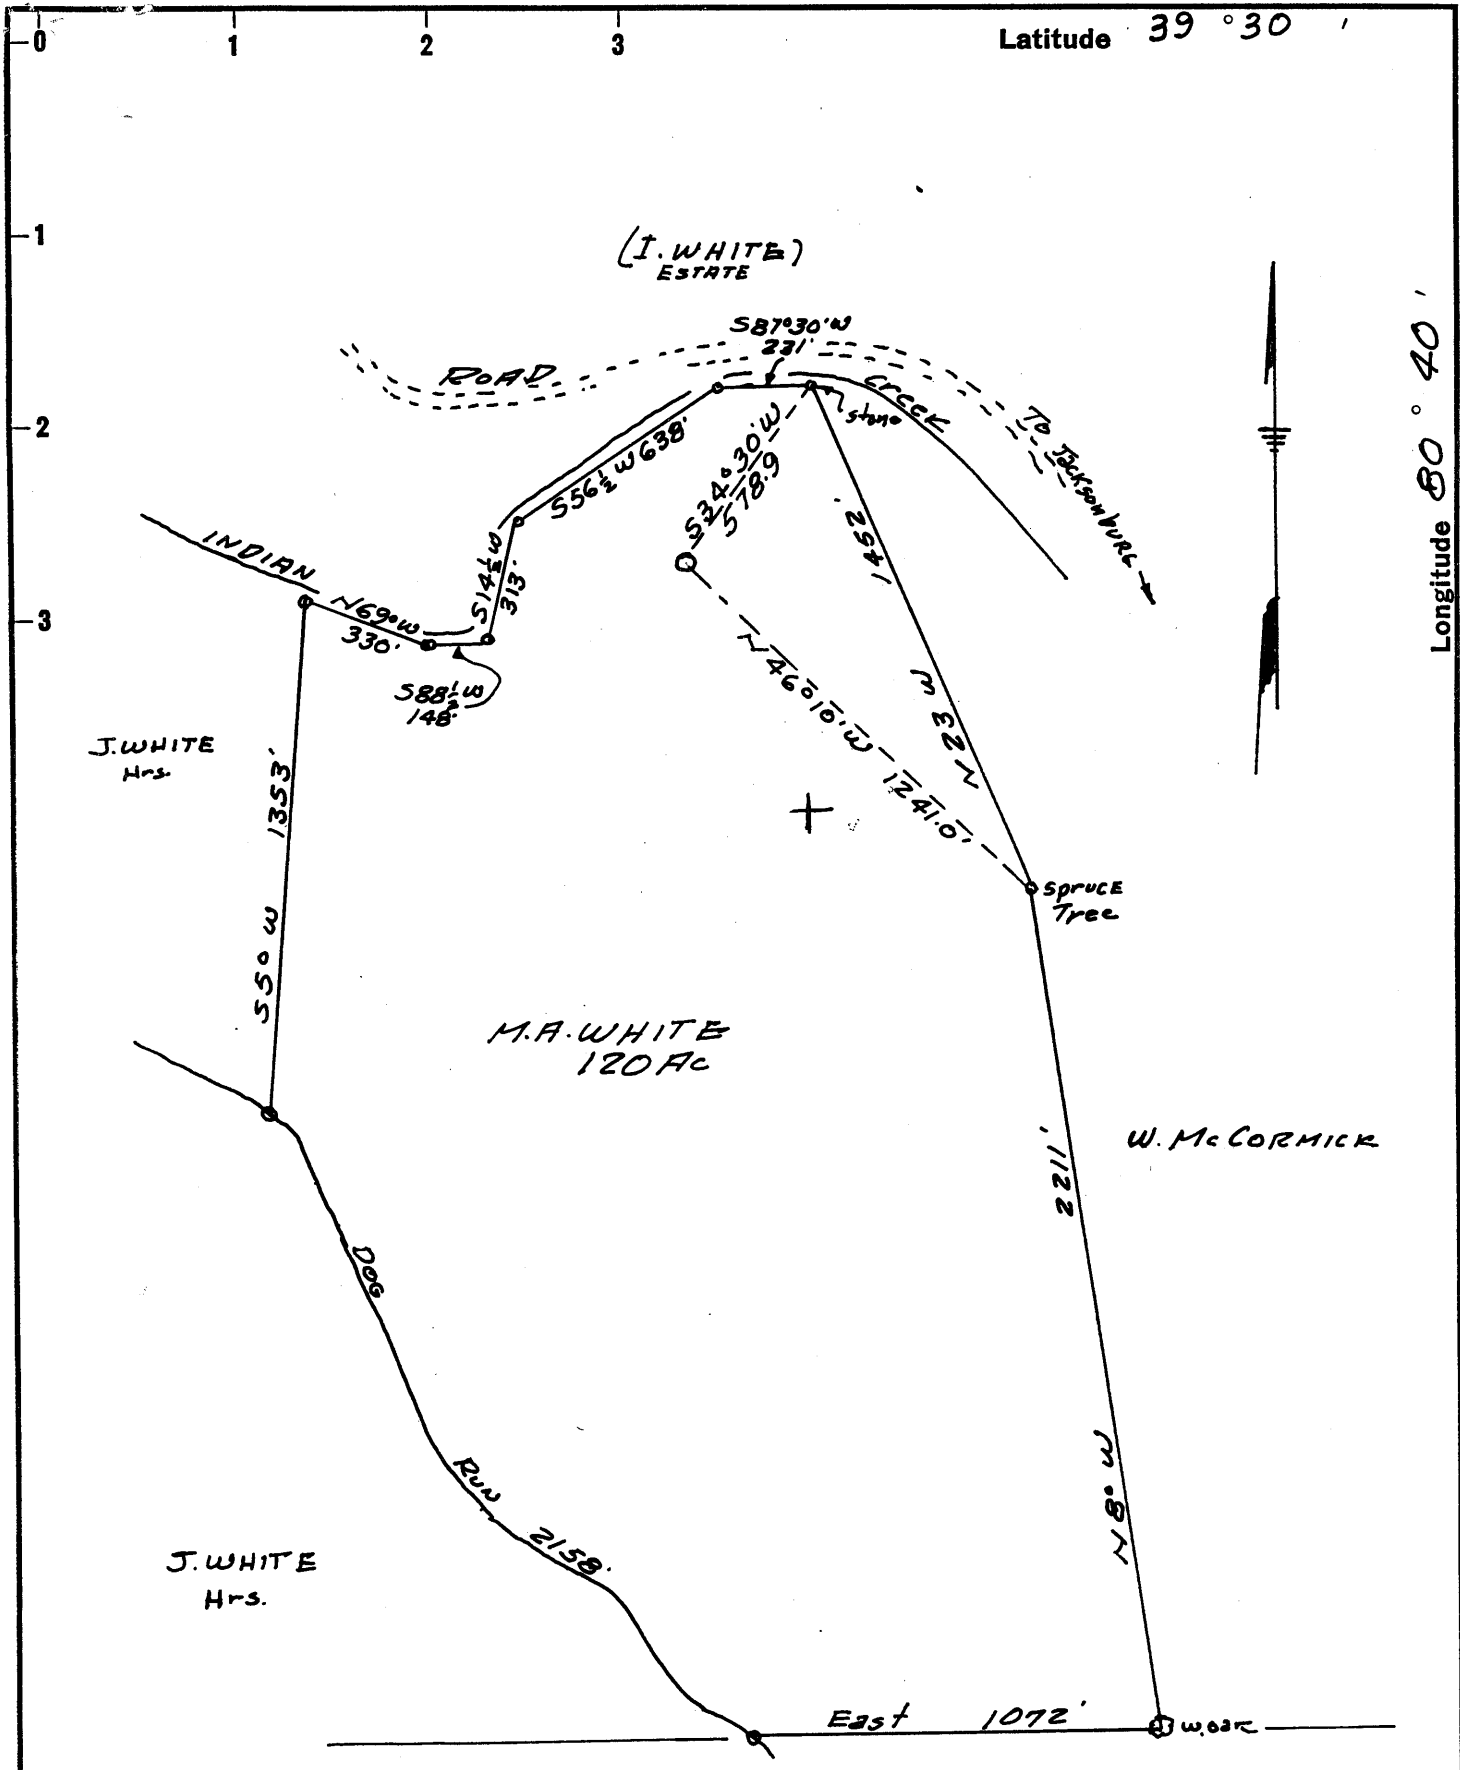 0
1
2
3
Latitude 39 ° 30 '
1
2
3
Longitude 80 ° 40 '
(I. WHITE)
ESTATE
S87°30'W
231'
ROAD
Creek
stone
To Jacksonburg
S56½W 638'
S34°30'W
578.9
1452'
N 23 W
S14½W
313'
INDIAN
N69°W
330'
S88½W
148'
N46°10'W 1241.0'
J. WHITE
Hrs.
1353'
S5° W
Spruce
Tree
M.A. WHITE
120 Ac
W. McCORMICK
2211'
N 8° W
DOG
RUN
2158'
J. WHITE
Hrs.
East 1072'
W.oak